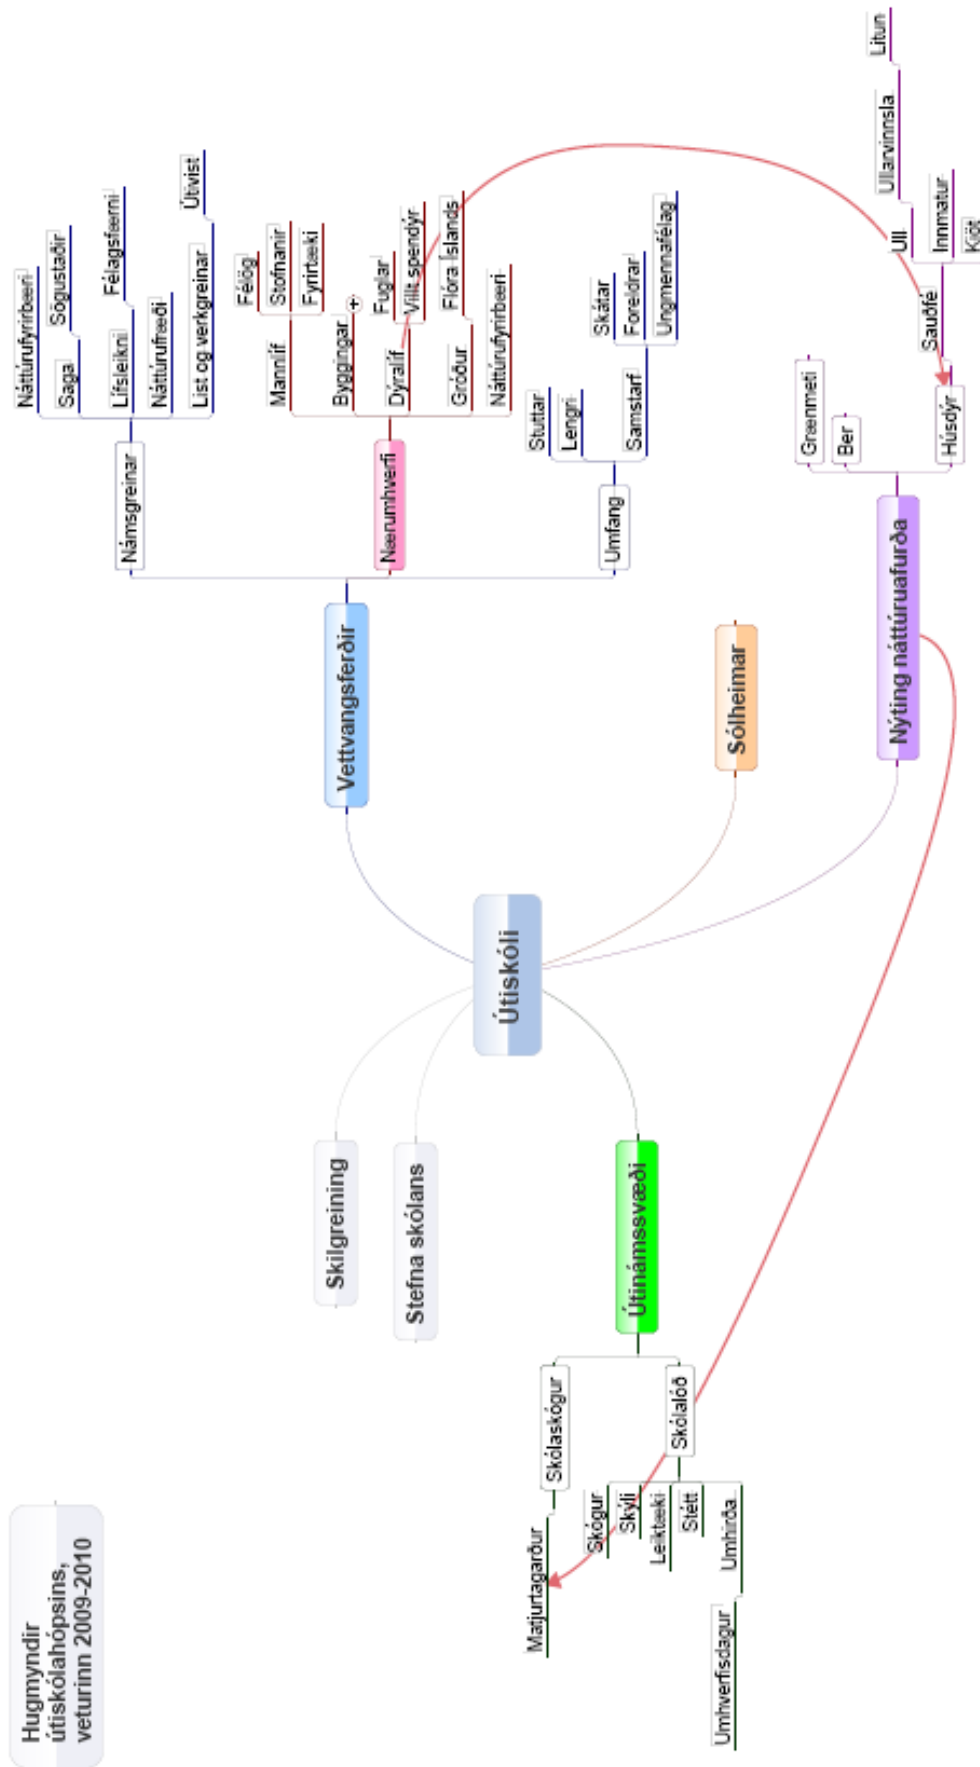 Hugmyndir
útiskólahópsins,
veturinn 2009-2010
Útiskóli
Skilgreining
Stefna skólans
Útinámssvæði
Skólaskógur
Matjurtagarður
Skólalóð
Skógur
Skýli
Leiktæki
Stétt
Umhirða
Umhverfisdagur
Vettvangsferðir
Námsgreinar
Náttúrufyrirbæri
Saga
Sögustaðir
Lífsleikni
Félagsfærni
Náttúrufræði
List og verkgreinar
Útivist
Nærumhverfi
Mannlíf
Félög
Stofnanir
Fyrirtæki
Byggingar
Dýralíf
Fuglar
Villt spendýr
Gróður
Flóra Íslands
Náttúrufyrirbæri
Umfang
Stuttar
Lengri
Samstarf
Skátar
Foreldrar
Ungmennafélag
Sólheimar
Nýting náttúruafurða
Grænmeti
Ber
Húsdýr
Sauðfé
Ull
Ullarvinnsla
Litun
Innmatur
Kjöt